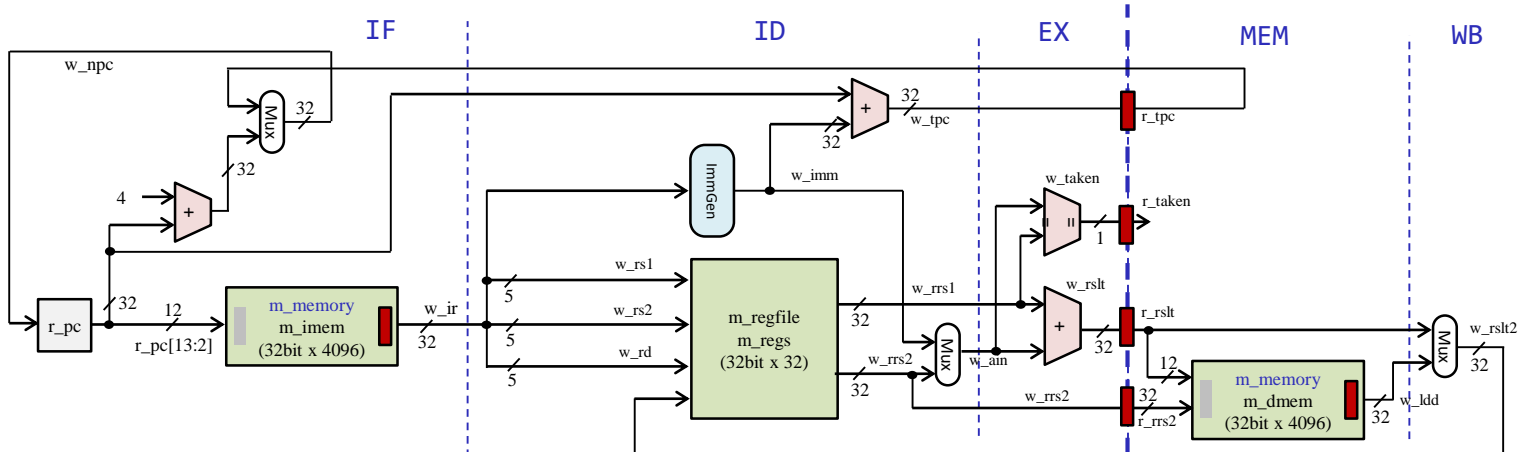 IF
ID
EX
MEM
WB
w_npc
Mux
32
32
4
+
32
r_pc
12
r_pc[13:2]
m_memory
m_imem
(32bit x 4096)
w_ir
32
ImmGen
w_imm
32
+
32
w_tpc
r_tpc
w_rs1
5
w_rs2
5
w_rd
5
m_regfile
m_regs
(32bit x 32)
w_rrs1
32
w_rrs2
32
Mux
w_ain
w_rrs2
w_taken
==
1
r_taken
w_rslt
+
32
r_rslt
12
32
r_rrs2
m_memory
m_dmem
(32bit x 4096)
32
w_ldd
Mux
w_rslt2
32